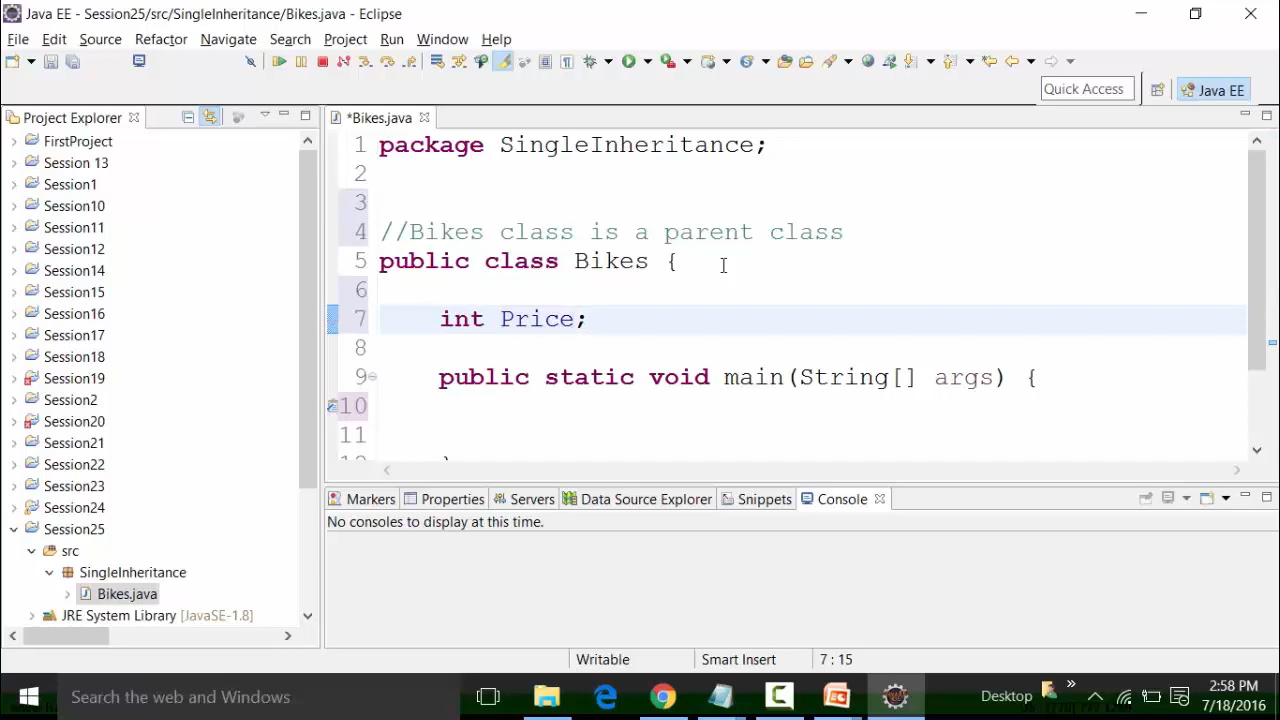 Java EE - Session25/src/SingleInheritance/Bikes.java - Eclipse
File Edit Source Refactor Navigate Search Project Run Window Help
Quick Access
Java EE
Project Explorer
FirstProject
Session 13
Session1
Session10
Session11
Session12
Session14
Session15
Session16
Session17
Session18
Session19
Session2
Session20
Session21
Session22
Session23
Session24
Session25
src
SingleInheritance
Bikes.java
JRE System Library [JavaSE-1.8]
*Bikes.java
1 package SingleInheritance;
2
3
4 //Bikes class is a parent class
5 public class Bikes {
6
7 int Price;
8
9 public static void main(String[] args) {
10
11
Markers Properties Servers Data Source Explorer Snippets Console
No consoles to display at this time.
Writable Smart Insert 7 : 15
Search the web and Windows
Desktop
2:58 PM
7/18/2016